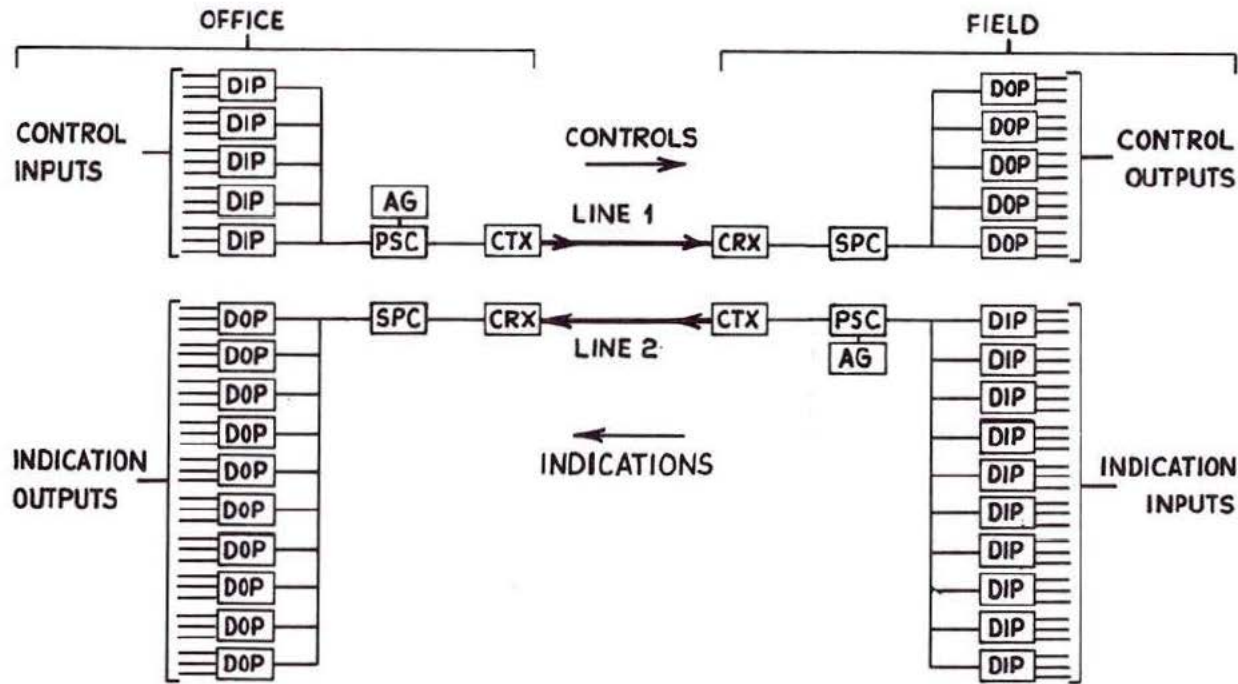 OFFICE
FIELD
CONTROL
INPUTS
DIP
DIP
DIP
DIP
DIP
AG
PSC
CTX
CONTROLS
LINE 1
CRX
SPC
DOP
DOP
DOP
DOP
DOP
CONTROL
OUTPUTS
INDICATION
OUTPUTS
DOP
DOP
DOP
DOP
DOP
DOP
DOP
DOP
DOP
DOP
SPC
CRX
LINE 2
INDICATIONS
CTX
PSC
AG
DIP
DIP
DIP
DIP
DIP
DIP
DIP
DIP
DIP
DIP
INDICATION
INPUTS